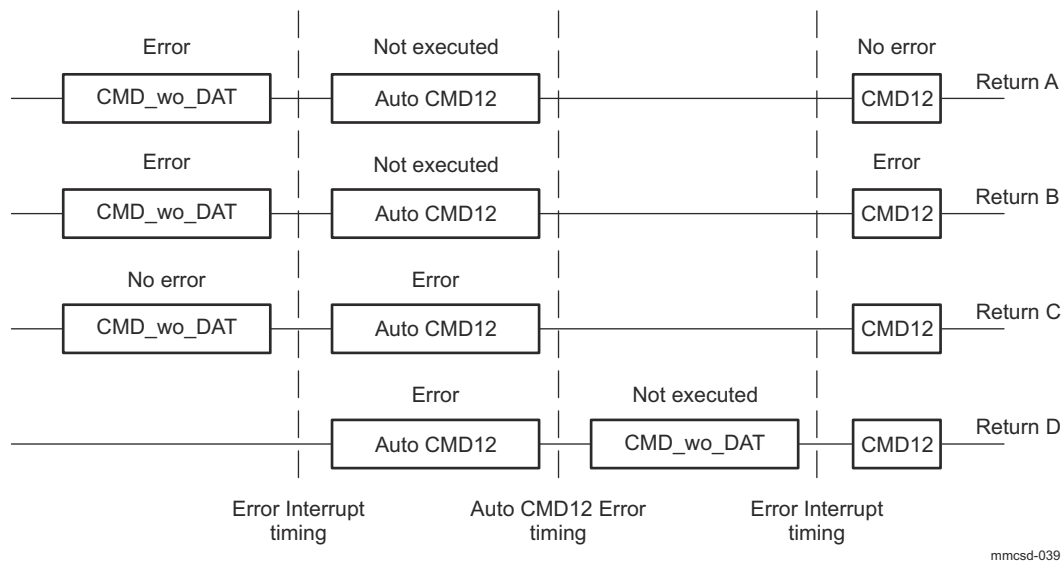 Error Not executed No error
CMD_wo_DAT Auto CMD12 CMD12 Return A
Error Not executed Error
CMD_wo_DAT Auto CMD12 CMD12 Return B
No error Error
CMD_wo_DAT Auto CMD12 CMD12 Return C
Error Not executed
Auto CMD12 CMD_wo_DAT CMD12 Return D
Error Interrupt Auto CMD12 Error Error Interrupt
timing timing timing
mmcsd-039